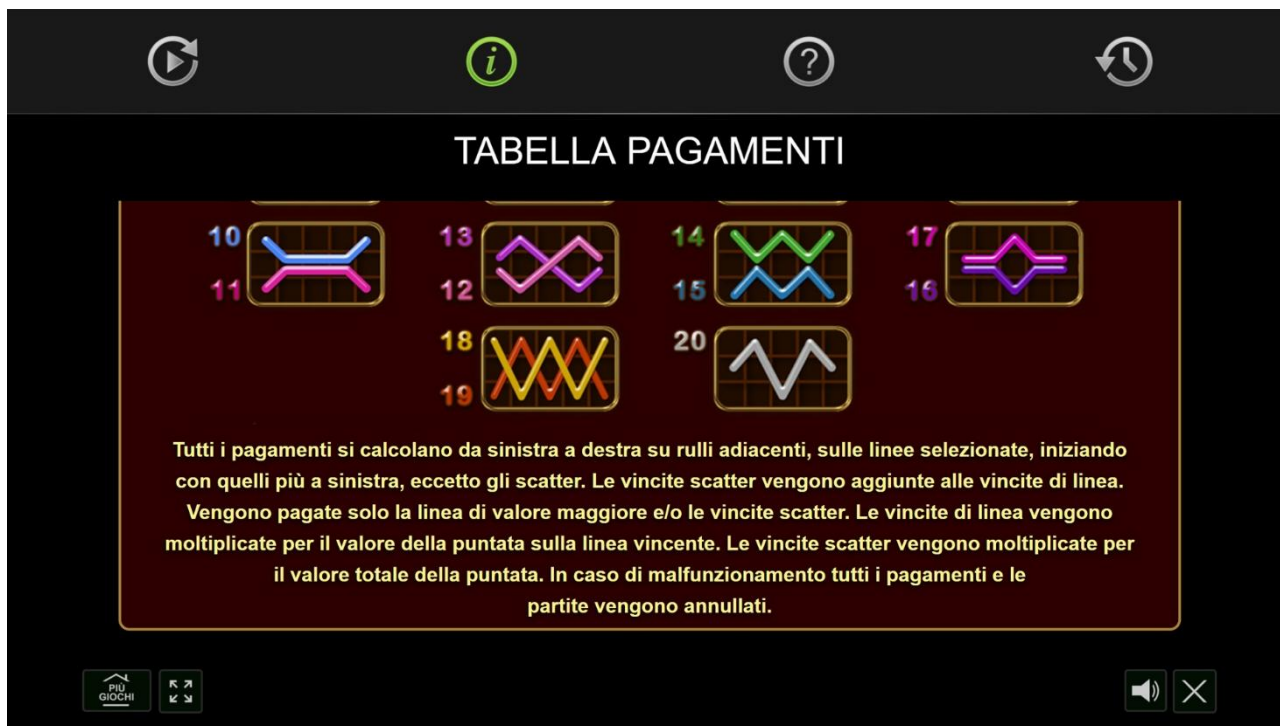 TABELLA PAGAMENTI
10
11
13
12
14
15
17
16
18
19
20
Tutti i pagamenti si calcolano da sinistra a destra su rulli adiacenti, sulle linee selezionate, iniziando
con quelli più a sinistra, eccetto gli scatter. Le vincite scatter vengono aggiunte alle vincite di linea.
Vengono pagate solo la linea di valore maggiore e/o le vincite scatter. Le vincite di linea vengono
moltiplicate per il valore della puntata sulla linea vincente. Le vincite scatter vengono moltiplicate per
il valore totale della puntata. In caso di malfunzionamento tutti i pagamenti e le
partite vengono annullati.
PIÙ
GIOCHI